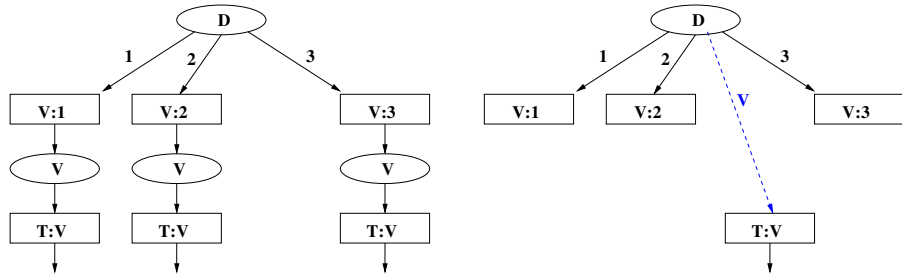 D D
1 2 3 1 2 3
V:1 V:2 V:3 V:1 V:2 V V:3
V V V
T:V T:V T:V T:V